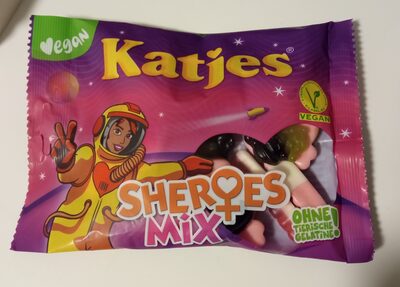 Vegan
Katjes®
VEGAN
SHEROES
MIX
OHNE
TIERISCHE
GELATINE!